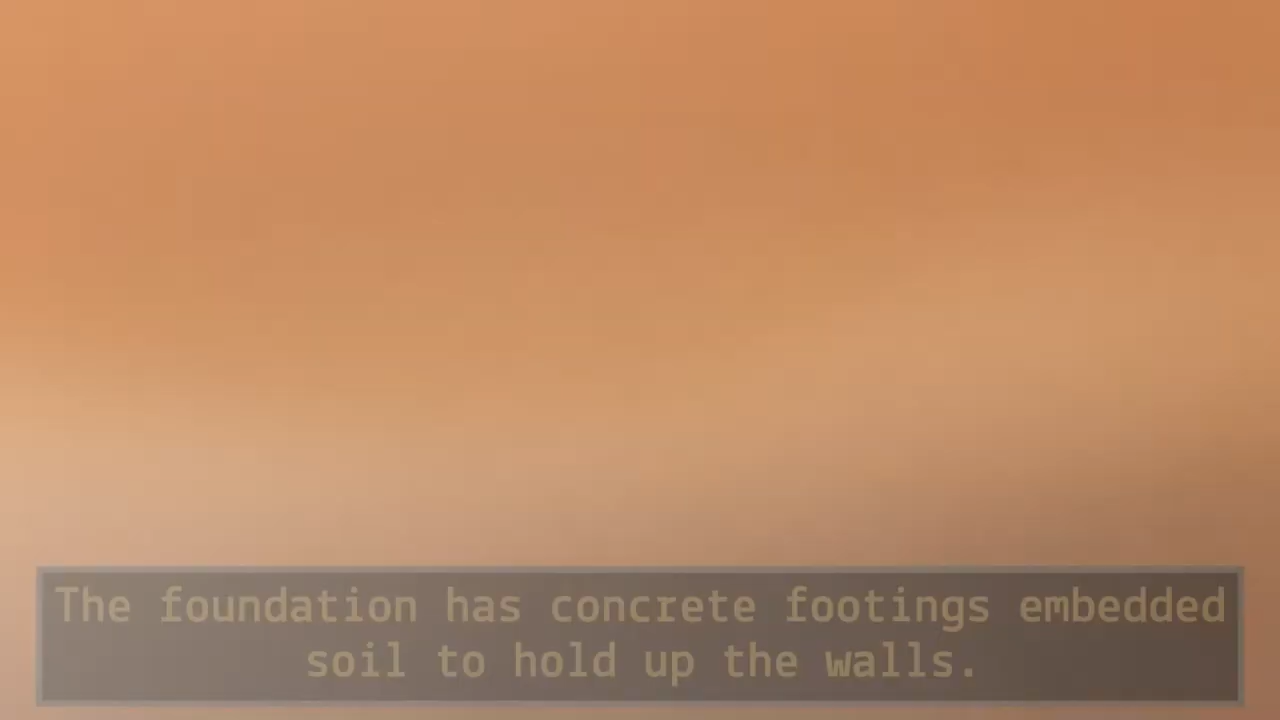 The foundation has concrete footings embedded
soil to hold up the walls.